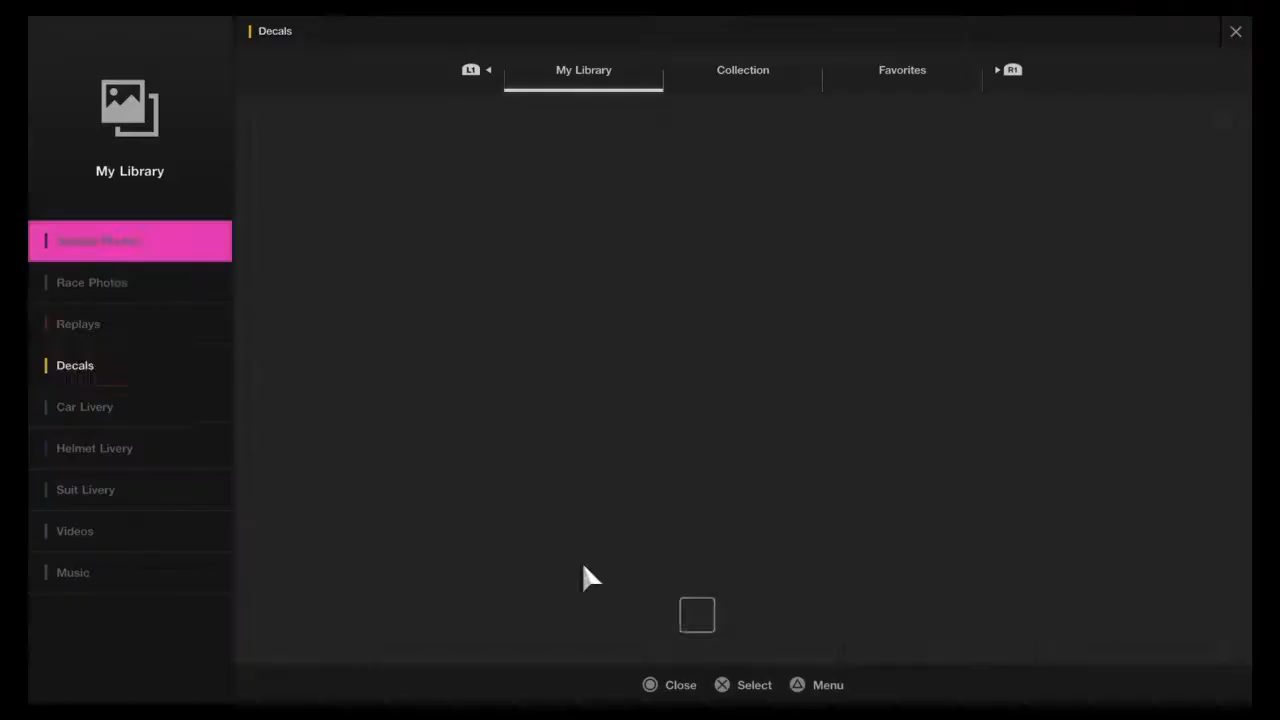 Decals
L1
My Library
Collection
Favorites
R1
My Library
Race Photos
Replays
Decals
Car Livery
Helmet Livery
Suit Livery
Videos
Music
Close
Select
Menu